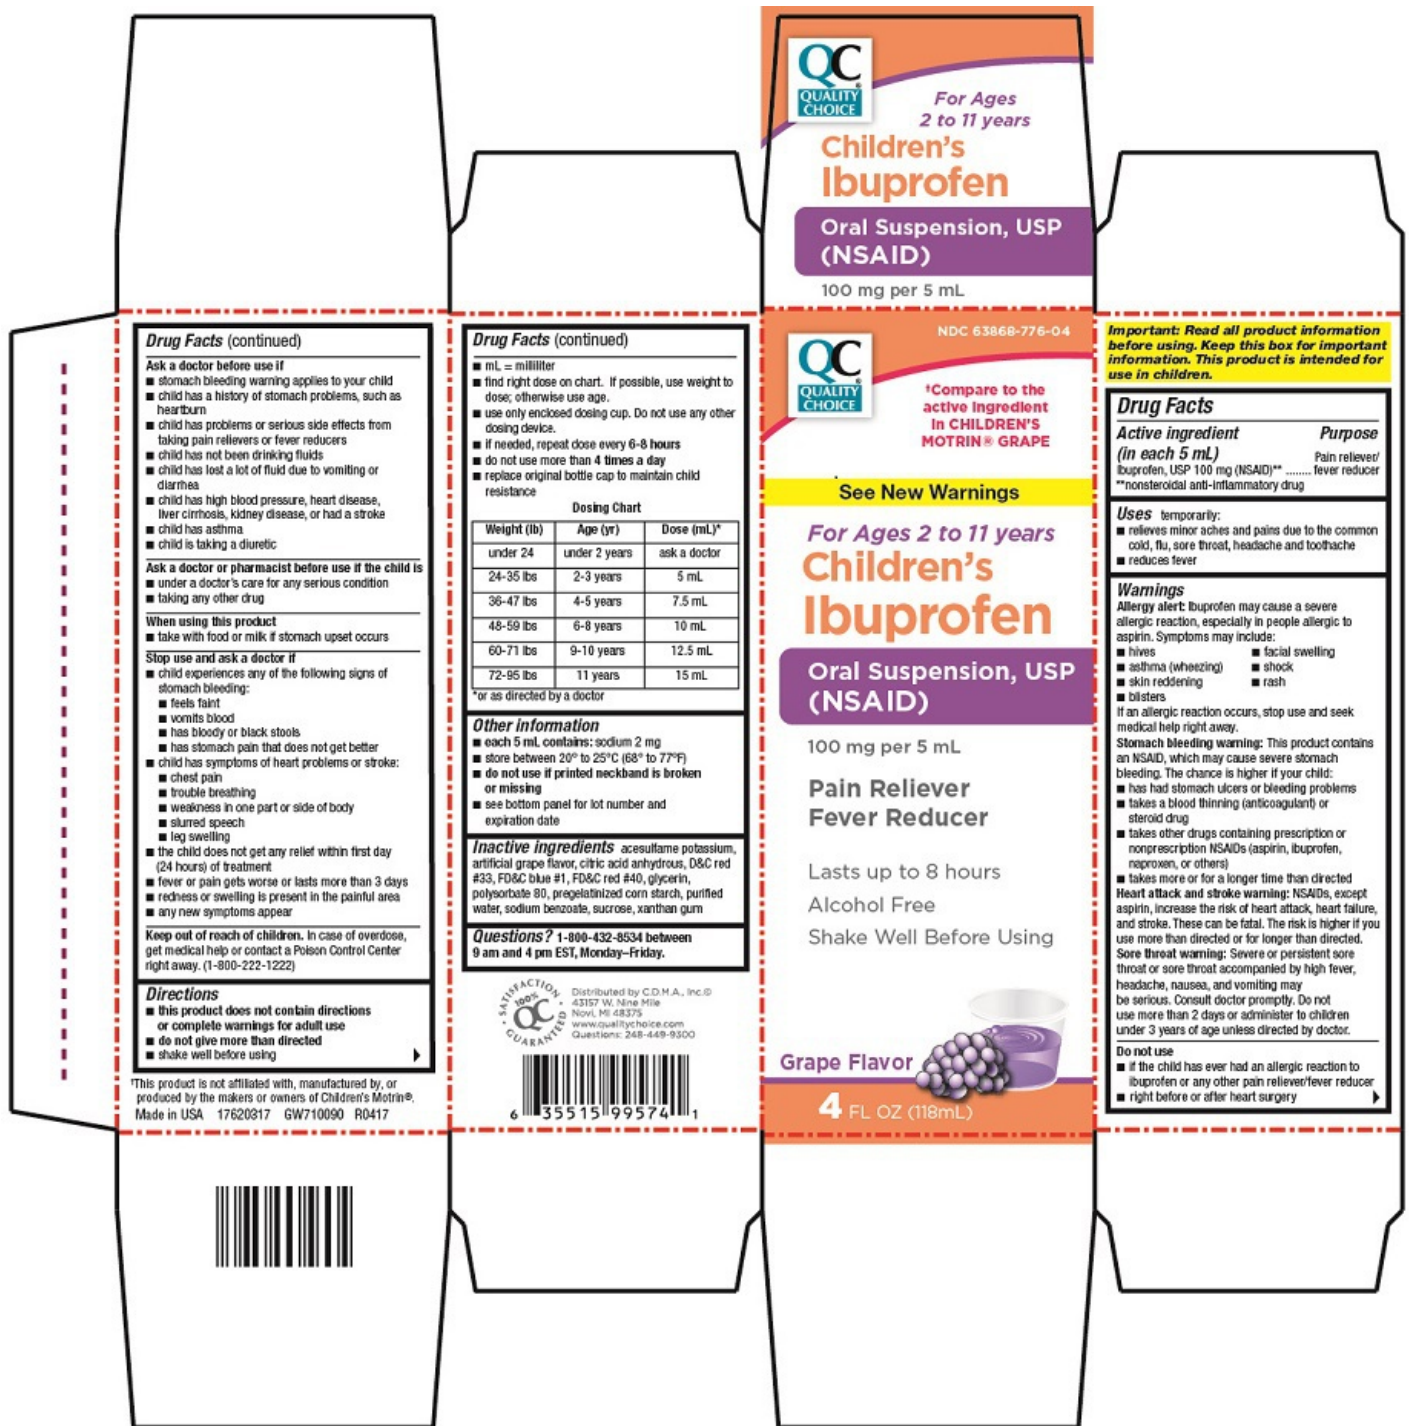 QC
®
QUALITY
CHOICE
For Ages
2 to 11 years
Children's
Ibuprofen
Oral Suspension, USP
(NSAID)
100 mg per 5 mL
Drug Facts (continued)
Ask a doctor before use if
■ stomach bleeding warning applies to your child
■ child has a history of stomach problems, such as
heartburn
■ child has problems or serious side effects from
taking pain relievers or fever reducers
■ child has not been drinking fluids
■ child has lost a lot of fluid due to vomiting or
diarrhea
■ child has high blood pressure, heart disease,
liver cirrhosis, kidney disease, or had a stroke
■ child has asthma
■ child is taking a diuretic
Ask a doctor or pharmacist before use if the child is
■ under a doctor's care for any serious condition
■ taking any other drug
When using this product
■ take with food or milk if stomach upset occurs
Stop use and ask a doctor if
■ child experiences any of the following signs of
stomach bleeding:
■ feels faint
■ vomits blood
■ has bloody or black stools
■ has stomach pain that does not get better
■ child has symptoms of heart problems or stroke:
■ chest pain
■ trouble breathing
■ weakness in one part or side of body
■ slurred speech
■ leg swelling
■ the child does not get any relief within first day
(24 hours) of treatment
■ fever or pain gets worse or lasts more than 3 days
■ redness or swelling is present in the painful area
■ any new symptoms appear
Keep out of reach of children. In case of overdose,
get medical help or contact a Poison Control Center
right away. (1-800-222-1222)
Directions
■ this product does not contain directions
or complete warnings for adult use
■ do not give more than directed
■ shake well before using
†This product is not affiliated with, manufactured by, or
produced by the makers or owners of Children's Motrin®.
Made in USA 17620317 GW710090 R0417
Drug Facts (continued)
■ mL = milliliter
■ find right dose on chart. If possible, use weight to
dose; otherwise use age.
■ use only enclosed dosing cup. Do not use any other
dosing device.
■ if needed, repeat dose every 6-8 hours
■ do not use more than 4 times a day
■ replace original bottle cap to maintain child
resistance
Dosing Chart
Weight (lb) Age (yr) Dose (mL)*
under 24 under 2 years ask a doctor
24-35 lbs 2-3 years 5 mL
36-47 lbs 4-5 years 7.5 mL
48-59 lbs 6-8 years 10 mL
60-71 lbs 9-10 years 12.5 mL
72-95 lbs 11 years 15 mL
*or as directed by a doctor
Other information
■ each 5 mL contains: sodium 2 mg
■ store between 20° to 25°C (68° to 77°F)
■ do not use if printed neckband is broken
or missing
■ see bottom panel for lot number and
expiration date
Inactive ingredients acesulfame potassium,
artificial grape flavor, citric acid anhydrous, D&C red
#33, FD&C blue #1, FD&C red #40, glycerin,
polysorbate 80, pregelatinized corn starch, purified
water, sodium benzoate, sucrose, xanthan gum
Questions? 1-800-432-8534 between
9 am and 4 pm EST, Monday–Friday.
SATISFACTION
100%
QC
GUARANTEED
Distributed by C.D.M.A., Inc.©
43157 W. Nine Mile
Novi, MI 48375
www.qualitychoice.com
Questions: 248-449-9300
6 35515 99574 1
NDC 63868-776-04
QC
®
QUALITY
CHOICE
†Compare to the
active ingredient
in CHILDREN'S
MOTRIN® GRAPE
See New Warnings
For Ages 2 to 11 years
Children's
Ibuprofen
Oral Suspension, USP
(NSAID)
100 mg per 5 mL
Pain Reliever
Fever Reducer
Lasts up to 8 hours
Alcohol Free
Shake Well Before Using
Grape Flavor
4 FL OZ (118mL)
Important: Read all product information
before using. Keep this box for important
information. This product is intended for
use in children.
Drug Facts
Active ingredient Purpose
(in each 5 mL) Pain reliever/
Ibuprofen, USP 100 mg (NSAID)** ........ fever reducer
**nonsteroidal anti-inflammatory drug
Uses temporarily:
■ relieves minor aches and pains due to the common
cold, flu, sore throat, headache and toothache
■ reduces fever
Warnings
Allergy alert: Ibuprofen may cause a severe
allergic reaction, especially in people allergic to
aspirin. Symptoms may include:
■ hives ■ facial swelling
■ asthma (wheezing) ■ shock
■ skin reddening ■ rash
■ blisters
If an allergic reaction occurs, stop use and seek
medical help right away.
Stomach bleeding warning: This product contains
an NSAID, which may cause severe stomach
bleeding. The chance is higher if your child:
■ has had stomach ulcers or bleeding problems
■ takes a blood thinning (anticoagulant) or
steroid drug
■ takes other drugs containing prescription or
nonprescription NSAIDs (aspirin, ibuprofen,
naproxen, or others)
■ takes more or for a longer time than directed
Heart attack and stroke warning: NSAIDs, except
aspirin, increase the risk of heart attack, heart failure,
and stroke. These can be fatal. The risk is higher if you
use more than directed or for longer than directed.
Sore throat warning: Severe or persistent sore
throat or sore throat accompanied by high fever,
headache, nausea, and vomiting may
be serious. Consult doctor promptly. Do not
use more than 2 days or administer to children
under 3 years of age unless directed by doctor.
Do not use
■ if the child has ever had an allergic reaction to
ibuprofen or any other pain reliever/fever reducer
■ right before or after heart surgery